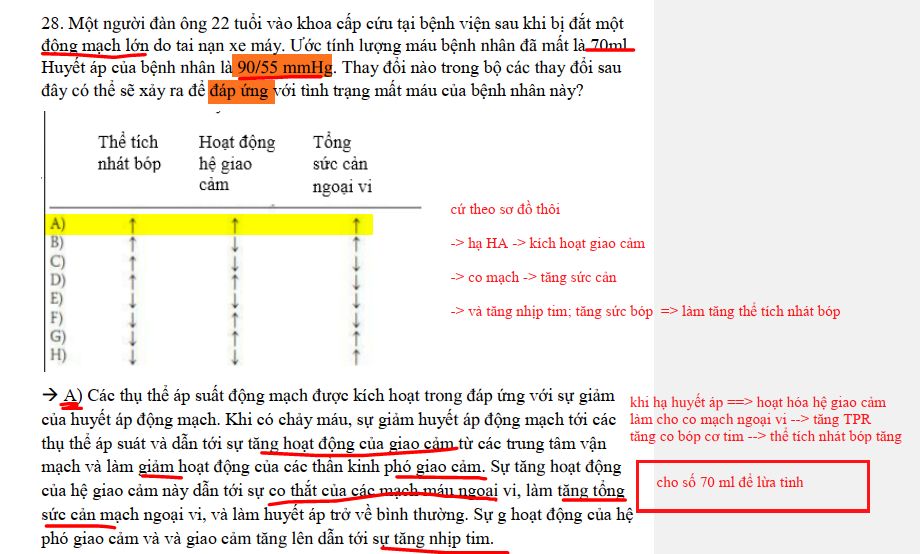 28. Một người đàn ông 22 tuổi vào khoa cấp cứu tại bệnh viện sau khi bị đắt một
động mạch lớn do tai nạn xe máy. Ước tính lượng máu bệnh nhân đã mất là 70ml
Huyết áp của bệnh nhân là 90/55 mmHg. Thay đổi nào trong bộ các thay đổi sau
đây có thể sẽ xảy ra để đáp ứng với tình trạng mất máu của bệnh nhân này?
Thể tích Hoạt động Tổng
nhát bóp hệ giao sức cản
cảm ngoại vi
A) ↑ ↑ ↑
B) ↑ ↓ ↑
C) ↑ ↓ ↓
D) ↑ ↑ ↓
E) ↓ ↓ ↓
F) ↓ ↑ ↓
G) ↓ ↑ ↑
H) ↓ ↓ ↑
cứ theo sơ đồ thôi
-> hạ HA -> kich hoạt giao cảm
-> co mạch -> tăng sức cản
-> và tăng nhịp tim; tăng sức bóp => làm tăng thể tích nhát bóp
→ A) Các thụ thể áp suất động mạch được kích hoạt trong đáp ứng với sự giảm
của huyết áp động mạch. Khi có chảy máu, sự giảm huyết áp động mạch tới các
thụ thể áp suát và dẫn tới sự tăng hoạt động của giao cảm từ các trung tâm vận
mạch và làm giảm hoạt động của các thần kinh phó giao cảm. Sự tăng hoạt động
của hệ giao cảm này dẫn tới sự co thắt của các mạch máu ngoại vi, làm tăng tổng
sức cản mạch ngoại vi, và làm huyết áp trở về bình thường. Sự g hoạt động của hệ
phó giao cảm và và giao cảm tăng lên dẫn tới sự tăng nhịp tim.
khi hạ huyết áp ==> hoạt hóa hệ giao cảm
làm cho co mạch ngoại vi --> tăng TPR
tăng co bóp cơ tim --> thể tích nhát bóp tăng
cho số 70 ml để lừa tình